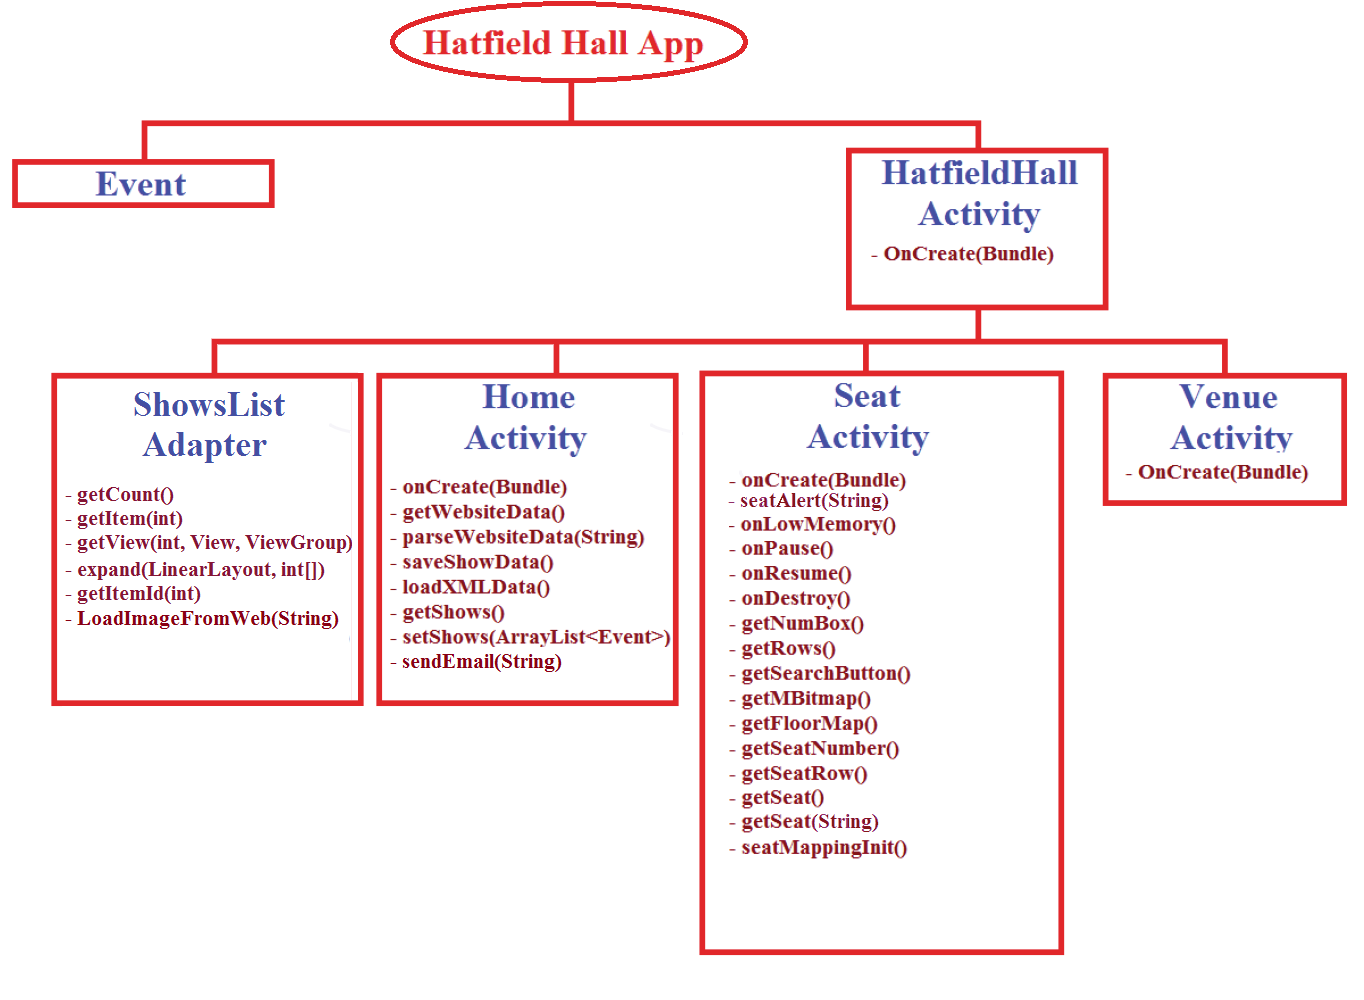 Hatfield Hall App
Event
HatfieldHall
Activity
- OnCreate(Bundle)
ShowsList
Adapter
- getCount()
- getItem(int)
- getView(int, View, ViewGroup)
- expand(LinearLayout, int[])
- getItemId(int)
- LoadImageFromWeb(String)
Home
Activity
- onCreate(Bundle)
- getWebsiteData()
- parseWebsiteData(String)
- saveShowData()
- loadXMLData()
- getShows()
- setShows(ArrayList<Event>)
- sendEmail(String)
Seat
Activity
- onCreate(Bundle)
- seatAlert(String)
- onLowMemory()
- onPause()
- onResume()
- onDestroy()
- getNumBox()
- getRows()
- getSearchButton()
- getMBitmap()
- getFloorMap()
- getSeatNumber()
- getSeatRow()
- getSeat()
- getSeat(String)
- seatMappingInit()
Venue
Activity
- OnCreate(Bundle)